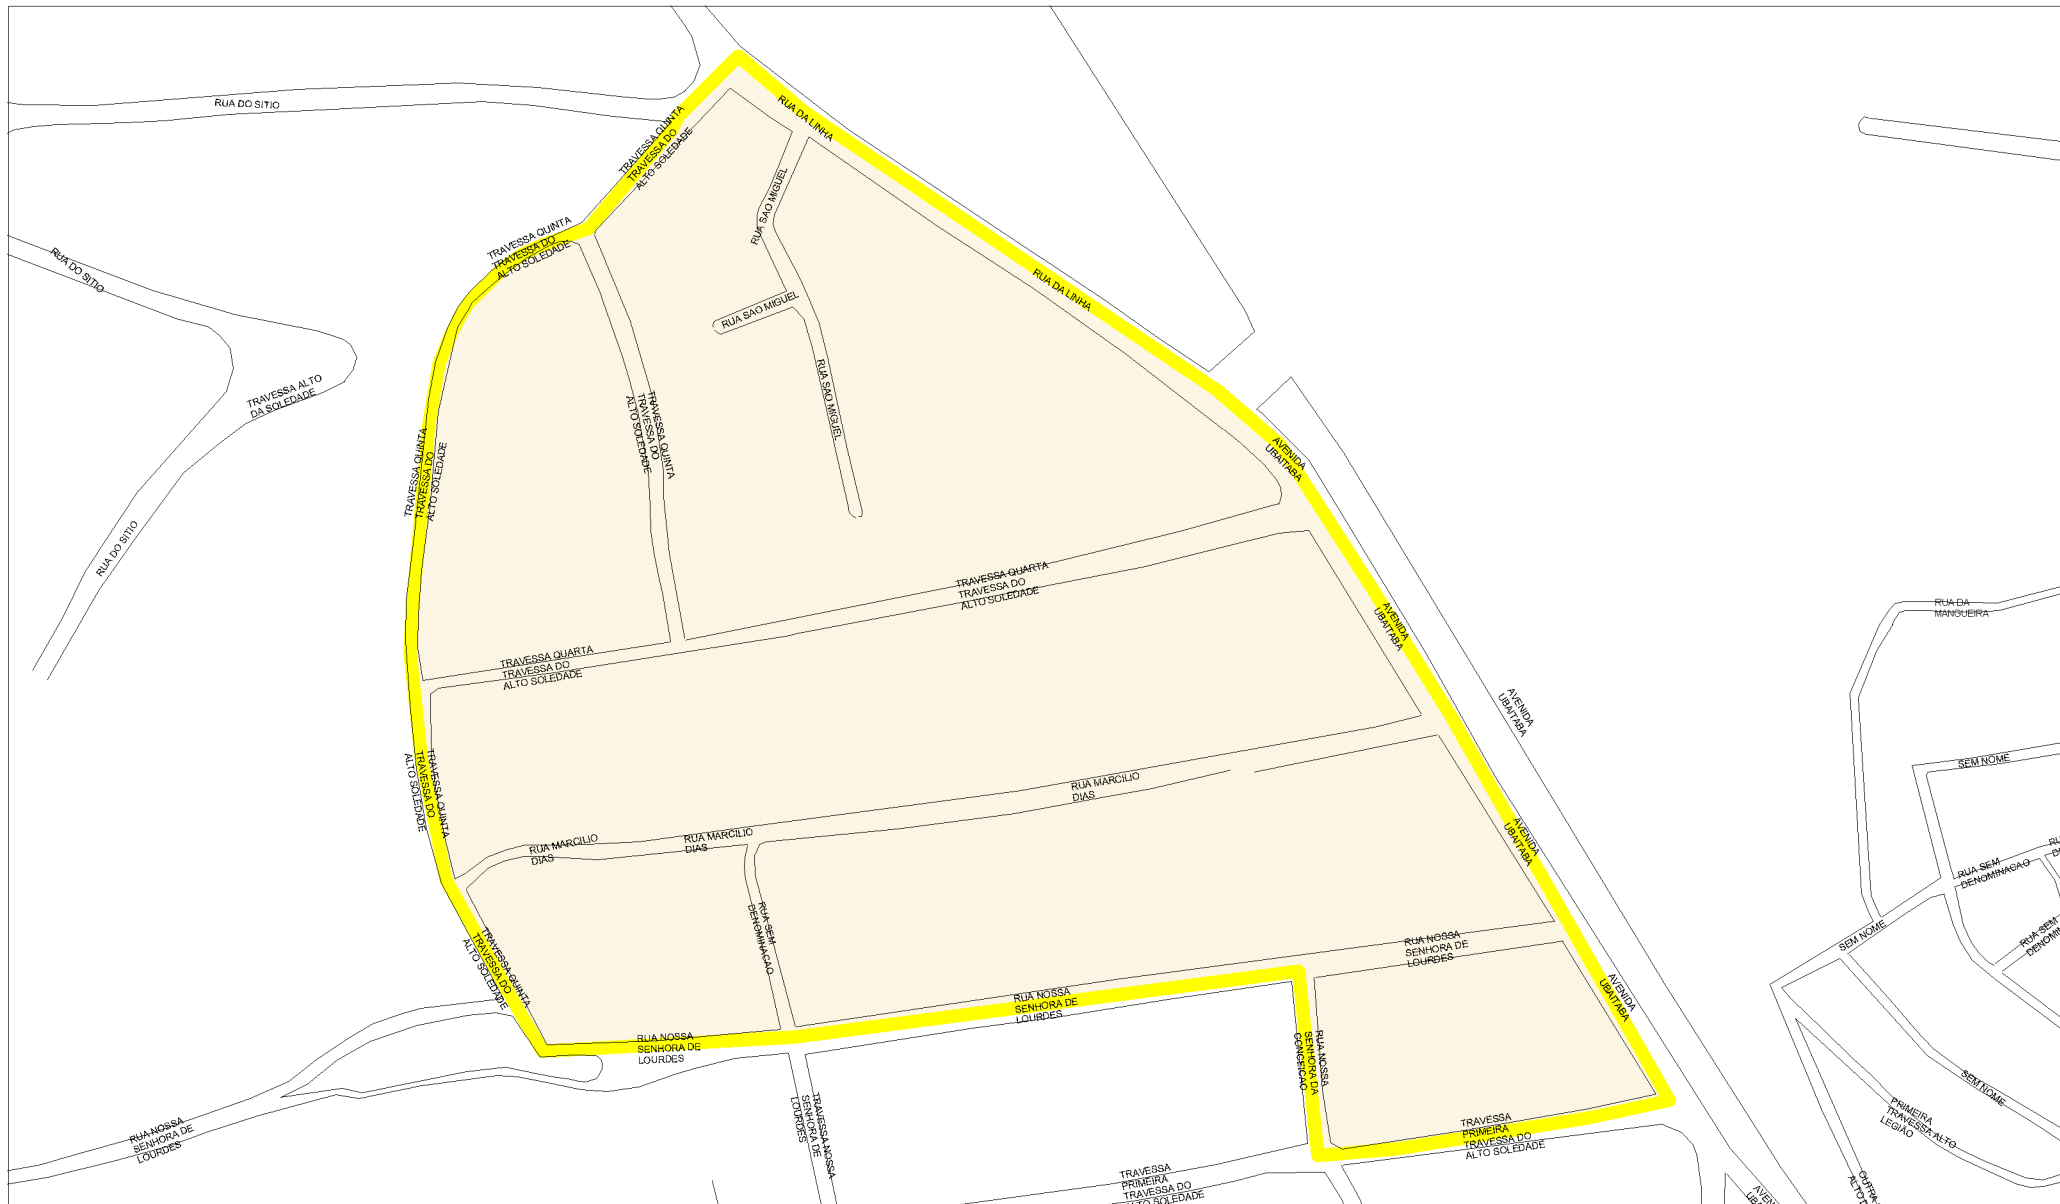 RUA DO SITIO
TRAVESSA QUINTA
TRAVESSA DO
ALTO SOLEDADE
RUA DA LINHA
RUA SAO MIGUEL
TRAVESSA QUINTA
TRAVESSA DO
ALTO SOLEDADE
RUA DO SITIO
RUA DA LINHA
RUA SAO MIGUEL
RUA SAO MIGUEL
TRAVESSA ALTO
DA SOLEDADE
TRAVESSA QUINTA
TRAVESSA DO
ALTO SOLEDADE
TRAVESSA QUINTA
TRAVESSA DO
ALTO SOLEDADE
AVENIDA
UBAITABA
RUA DO SITIO
TRAVESSA QUARTA
TRAVESSA DO
ALTO SOLEDADE
AVENIDA
UBAITABA
RUA DA
MANGUEIRA
TRAVESSA QUARTA
TRAVESSA DO
ALTO SOLEDADE
AVENIDA
UBAITABA
TRAVESSA QUINTA
TRAVESSA DO
ALTO SOLEDADE
SEM NOME
RUA MARCILIO
DIAS
RUA MARCILIO
DIAS
RUA MARCILIO
DIAS
AVENIDA
UBAITABA
RUA SEM
DENOMINACAO
RUA SEM
DENOMINACAO
RUA SEM
SEM NOME
TRAVESSA QUINTA
TRAVESSA DO
ALTO SOLEDADE
RUA NOSSA
SENHORA DE
LOURDES
RUA NOSSA
SENHORA DE
LOURDES
AVENIDA
UBAITABA
RUA NOSSA
SENHORA DE
LOURDES
RUA NOSSA
SENHORA DA
CONCEICAO
SEM NOME
RUA NOSSA
SENHORA DE
LOURDES
TRAVESSA NOSSA
SENHORA DE
LOURDES
TRAVESSA
PRIMEIRA
TRAVESSA DO
ALTO SOLEDADE
PRIMEIRA
TRAVESSA ALTO
LEGIÃO
TRAVESSA
PRIMEIRA
TRAVESSA DO
ALTO SOLEDADE